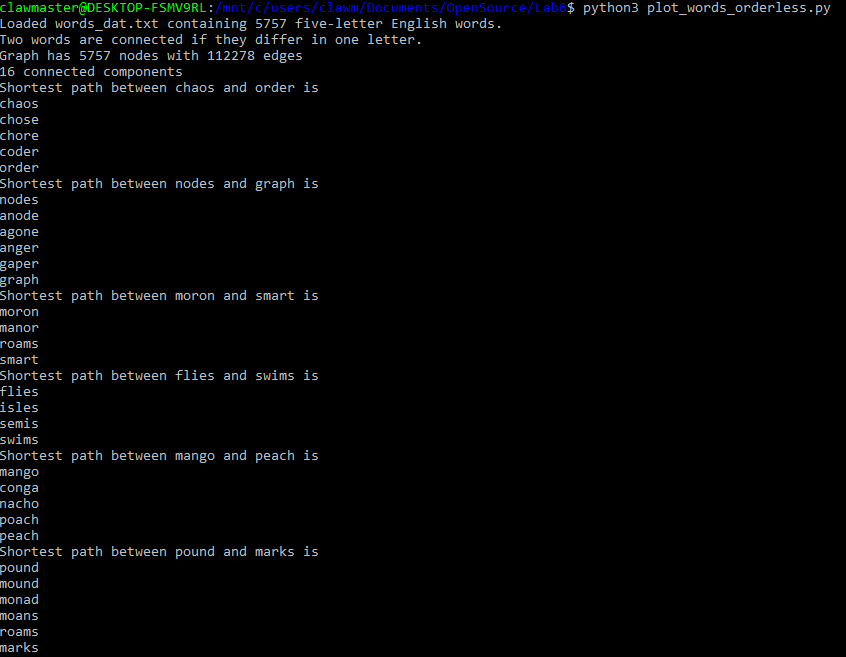 clawmaster@DESKTOP-FSMV9RL:/mnt/c/users/clawm/Documents/OpenSource/Lab6$ python3 plot_words_orderless.py
Loaded words_dat.txt containing 5757 five-letter English words.
Two words are connected if they differ in one letter.
Graph has 5757 nodes with 112278 edges
16 connected components
Shortest path between chaos and order is
chaos
chose
chore
coder
order
Shortest path between nodes and graph is
nodes
anode
agone
anger
gaper
graph
Shortest path between moron and smart is
moron
manor
roams
smart
Shortest path between flies and swims is
flies
isles
semis
swims
Shortest path between mango and peach is
mango
conga
nacho
poach
peach
Shortest path between pound and marks is
pound
mound
monad
moans
roams
marks